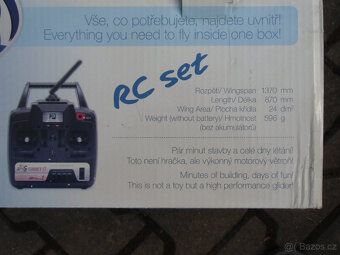 Vše, co potřebujete, najdete uvnitř!
Everything you need to fly inside one box!
RC set
Rozpětí/ Wingspan 1370 mm
Length/ Délka 870 mm
Wing Area/ Plocha křídla 24 dm²
Weight (without battery)/ Hmotnost 596 g
(bez akumulátorů)
Pár minut stavby a celé dny létání!
Toto není hračka, ale výkonný motorový větroň!
Minutes of building, days of fun!
This is not a toy but a high performance glider!
Bazos.cz